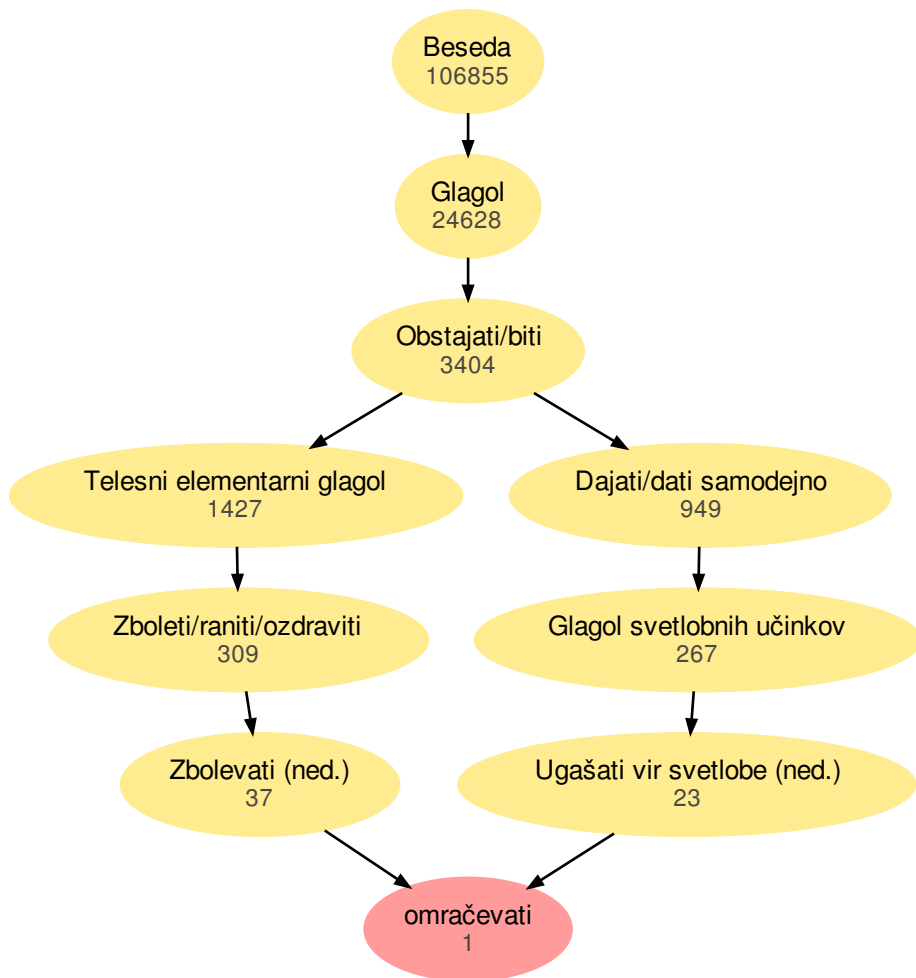 Beseda
106855
Glagol
24628
Obstajati/biti
3404
Telesni elementarni glagol
1427
Dajati/dati samodejno
949
Zboleti/raniti/ozdraviti
309
Glagol svetlobnih učinkov
267
Zbolevati (ned.)
37
Ugašati vir svetlobe (ned.)
23
omračevati
1